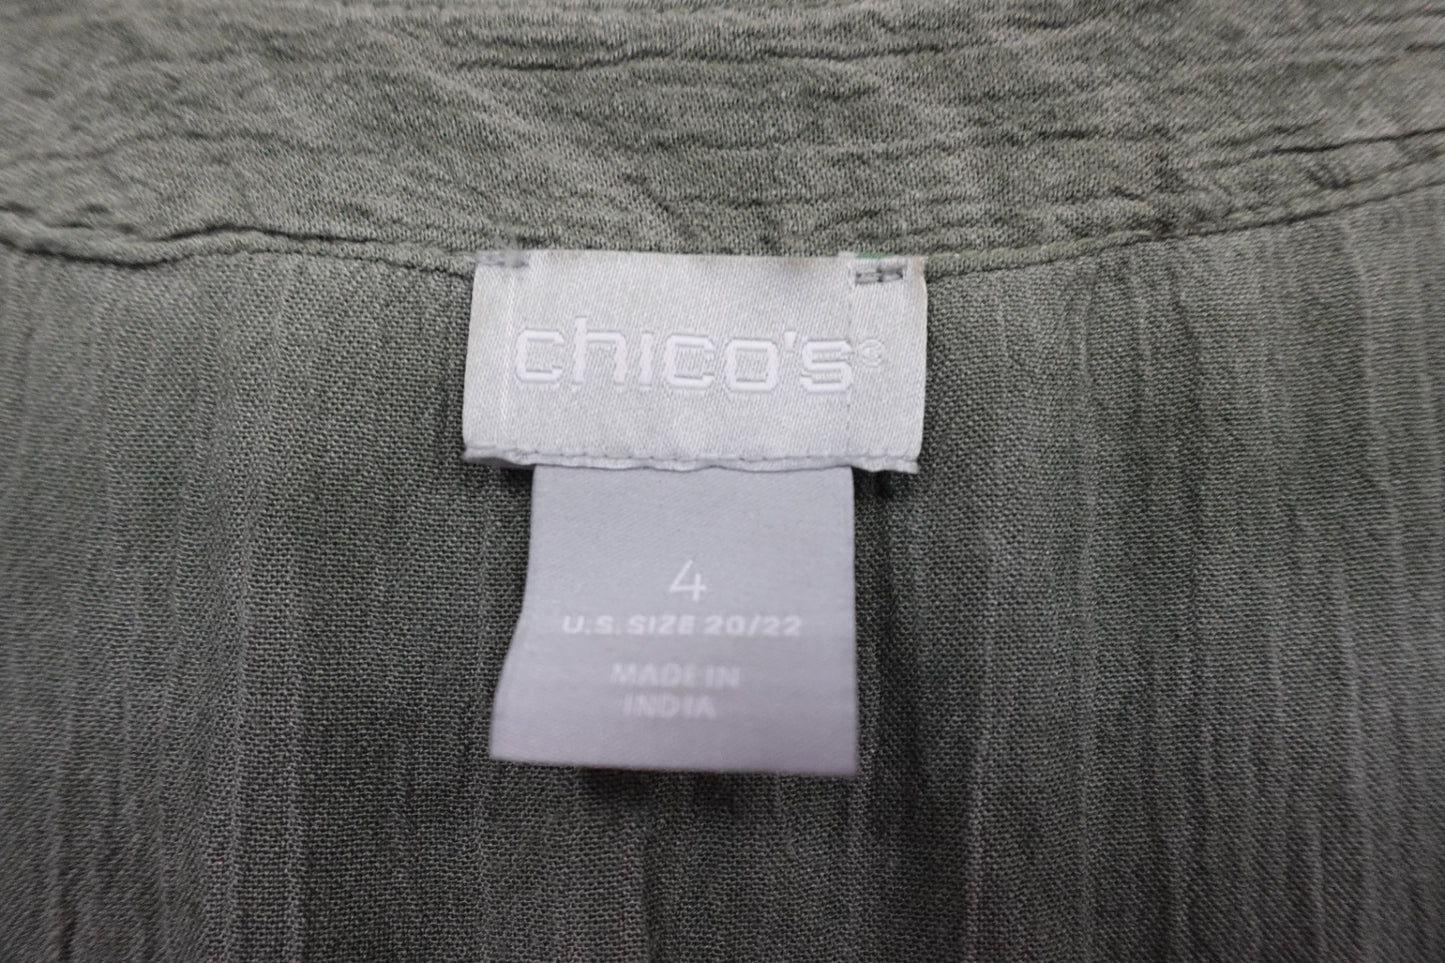 chico's®
4
U.S. SIZE 20/22
MADE IN
INDIA